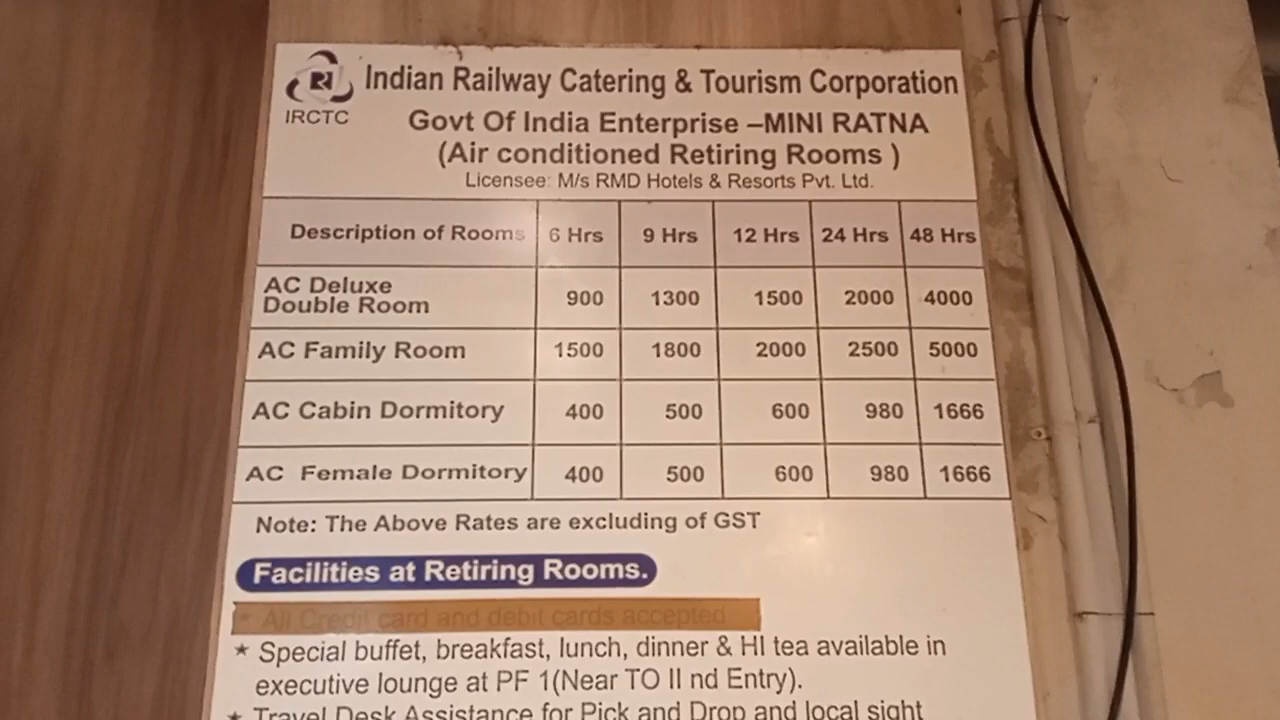 Indian Railway Catering & Tourism Corporation
IRCTC
Govt Of India Enterprise –MINI RATNA
(Air conditioned Retiring Rooms )
Licensee: M/s RMD Hotels & Resorts Pvt. Ltd.
Description of Rooms 6 Hrs 9 Hrs 12 Hrs 24 Hrs 48 Hrs
AC Deluxe
Double Room 900 1300 1500 2000 4000
AC Family Room 1500 1800 2000 2500 5000
AC Cabin Dormitory 400 500 600 980 1666
AC Female Dormitory 400 500 600 980 1666
Note: The Above Rates are excluding of GST
Facilities at Retiring Rooms.
* All Credit card and debit cards accepted
* Special buffet, breakfast, lunch, dinner & HI tea available in
executive lounge at PF 1(Near TO II nd Entry).
* Travel Desk Assistance for Pick and Drop and local sight